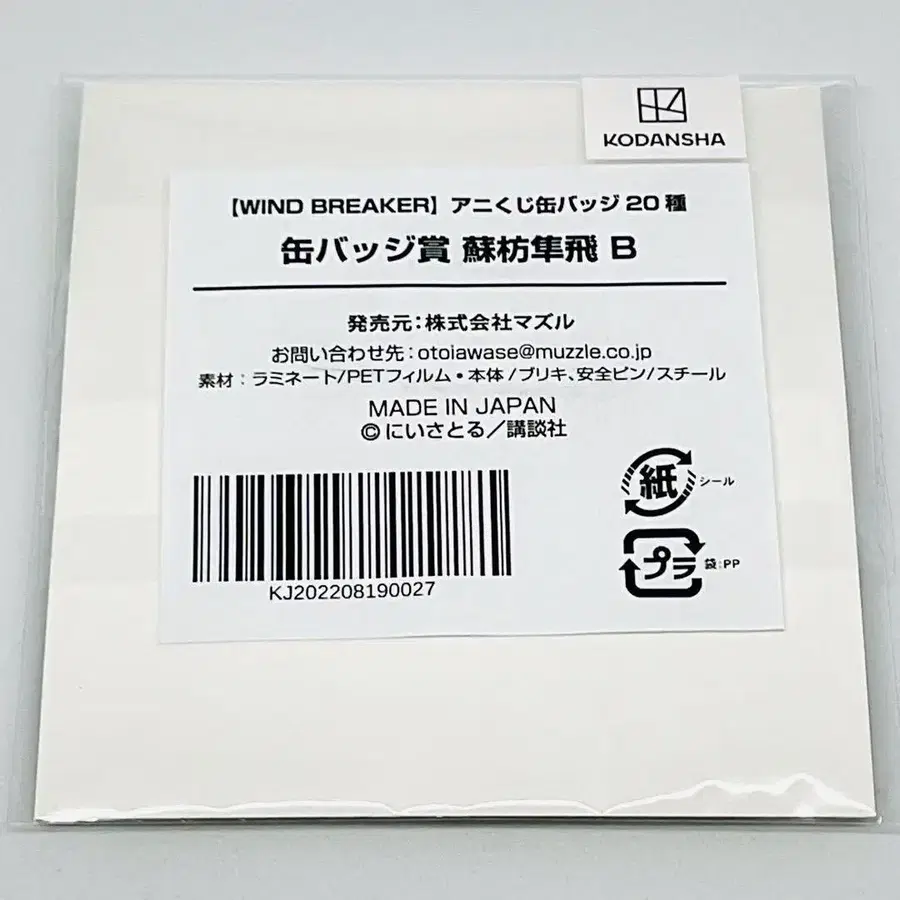 KODANSHA
【WIND BREAKER】アニくじ缶バッジ20種
缶バッジ賞 蘇枋隼飛 B
発売元：株式会社マズル
お問い合わせ先：otoiawase@muzzle.co.jp
素材：ラミネート/PETフィルム・本体/ブリキ、安全ピン/スチール
MADE IN JAPAN
©にいさとる／講談社
紙 シール
プラ 袋:PP
KJ202208190027